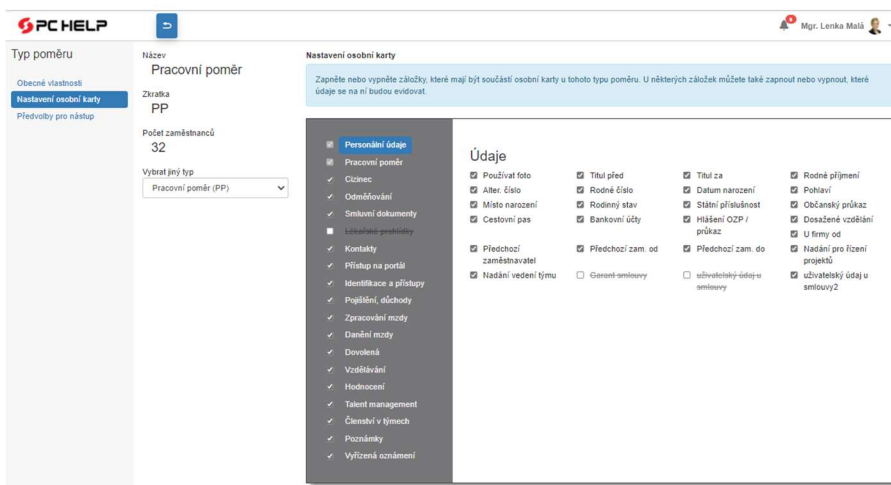 PC HELP
5
Mgr. Lenka Malá
Typ poměru
Obecné vlastnosti
Nastavení osobní karty
Předvolby pro nástup
Název
Pracovní poměr
Zkratka
PP
Počet zaměstnanců
32
Vybrat jiný typ
Pracovní poměr (PP)
Nastavení osobní karty
Zapněte nebo vypněte záložky, které mají být součástí osobní karty u tohoto typu poměru. U některých záložek můžete také zapnout nebo vypnout, které
údaje se na ní budou evidovat.
Personální údaje
Pracovní poměr
Cizinec
Odměňování
Smluvní dokumenty
Lékařské prohlídky
Kontakty
Přístup na portál
Identifikace a přístupy
Pojištění, důchody
Zpracování mzdy
Danění mzdy
Dovolená
Vzdělávání
Hodnocení
Talent management
Členství v týmech
Poznámky
Vyřízená oznámení
Údaje
Používat foto
Titul před
Titul za
Rodné příjmení
Alter. číslo
Rodné číslo
Datum narození
Pohlaví
Místo narození
Rodinný stav
Státní příslušnost
Občanský průkaz
Cestovní pas
Bankovní účty
Hlášení OZP /
průkaz
Dosažené vzdělání
U firmy od
Předchozí
zaměstnavatel
Předchozí zam. od
Předchozí zam. do
Nadání pro řízení
projektů
Nadání vedení týmu
Garant smlouvy
uživatelský údaj u
smlouvy
uživatelský údaj u
smlouvy2